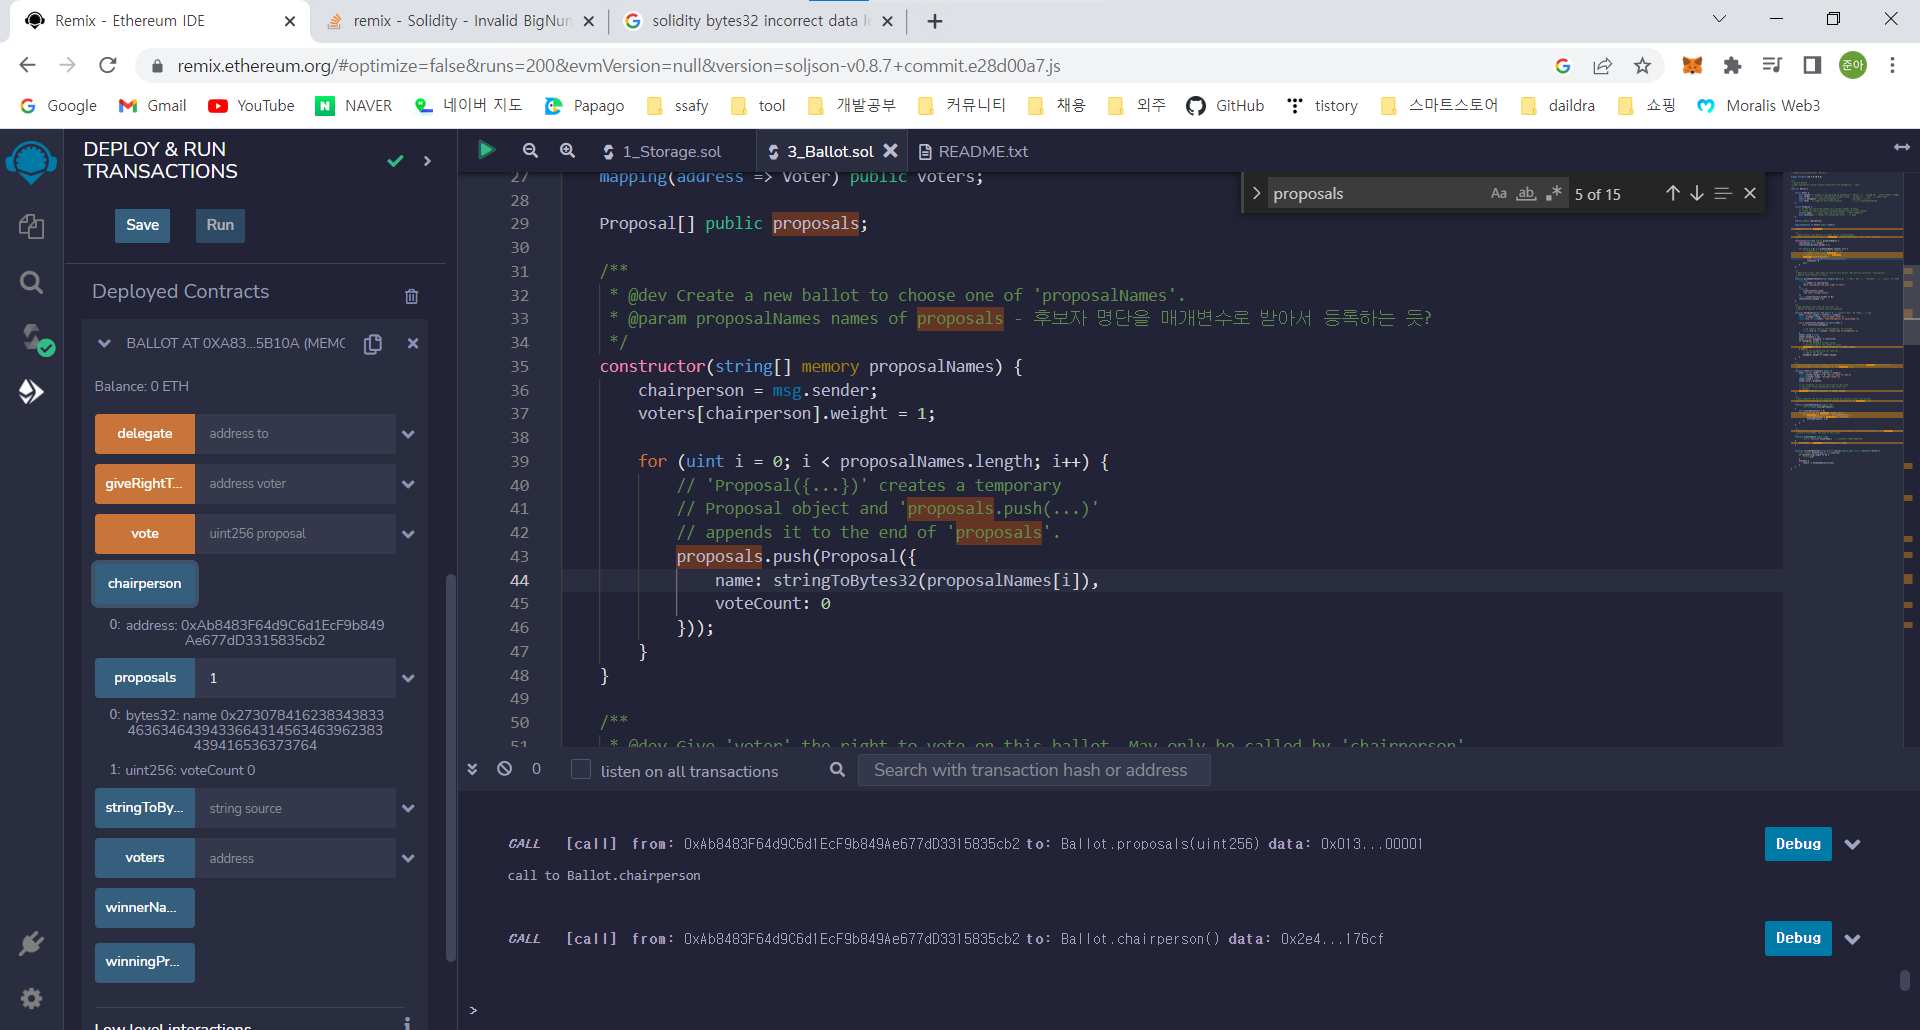 Remix - Ethereum IDE
remix - Solidity - Invalid BigNun
solidity bytes32 incorrect data le
remix.ethereum.org/#optimize=false&runs=200&evmVersion=null&version=soljson-v0.8.7+commit.e28d00a7.js
준아
Google
Gmail
YouTube
NAVER
네이버 지도
Papago
ssafy
tool
개발공부
커뮤니티
채용
외주
GitHub
tistory
스마트스토어
daildra
쇼핑
Moralis Web3
DEPLOY & RUN
TRANSACTIONS
Save
Run
Deployed Contracts
BALLOT AT 0XA83...5B10A (MEMO
Balance: 0 ETH
delegate
address to
giveRightT...
address voter
vote
uint256 proposal
chairperson
0: address: 0xAb8483F64d9C6d1EcF9b849
Ae677dD3315835cb2
proposals
1
0: bytes32: name 0x273078416238343833
46363464394336643145634639623834
39416536373764
1: uint256: voteCount 0
stringToBy...
string source
voters
address
winnerNa...
winningPr...
Low level interactions
i
1_Storage.sol
3_Ballot.sol
README.txt
proposals
Aa
ab
5 of 15
27 mapping(address => Voter) public voters;
28
29 Proposal[] public proposals;
30
31 /**
32 * @dev Create a new ballot to choose one of 'proposalNames'.
33 * @param proposalNames names of proposals - 후보자 명단을 매개변수로 받아서 등록하는 듯?
34 */
35 constructor(string[] memory proposalNames) {
36 chairperson = msg.sender;
37 voters[chairperson].weight = 1;
38
39 for (uint i = 0; i < proposalNames.length; i++) {
40 // 'Proposal({...})' creates a temporary
41 // Proposal object and 'proposals.push(...)'
42 // appends it to the end of 'proposals'.
43 proposals.push(Proposal({
44 name: stringToBytes32(proposalNames[i]),
45 voteCount: 0
46 }));
47 }
48 }
49
50 /**
51 * @dev Give 'voter' the right to vote on this ballot. May only be called by 'chairperson'.
0
listen on all transactions
Search with transaction hash or address
CALL [call] from: 0xAb8483F64d9C6d1EcF9b849Ae677dD3315835cb2 to: Ballot.proposals(uint256) data: 0x013...00001
Debug
call to Ballot.chairperson
CALL [call] from: 0xAb8483F64d9C6d1EcF9b849Ae677dD3315835cb2 to: Ballot.chairperson() data: 0x2e4...176cf
Debug
>